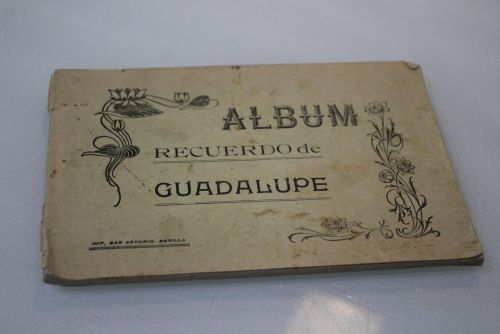 ALBUM
RECUERDO de
GUADALUPE
IMP. SAN ANTONIO. SEVILLA